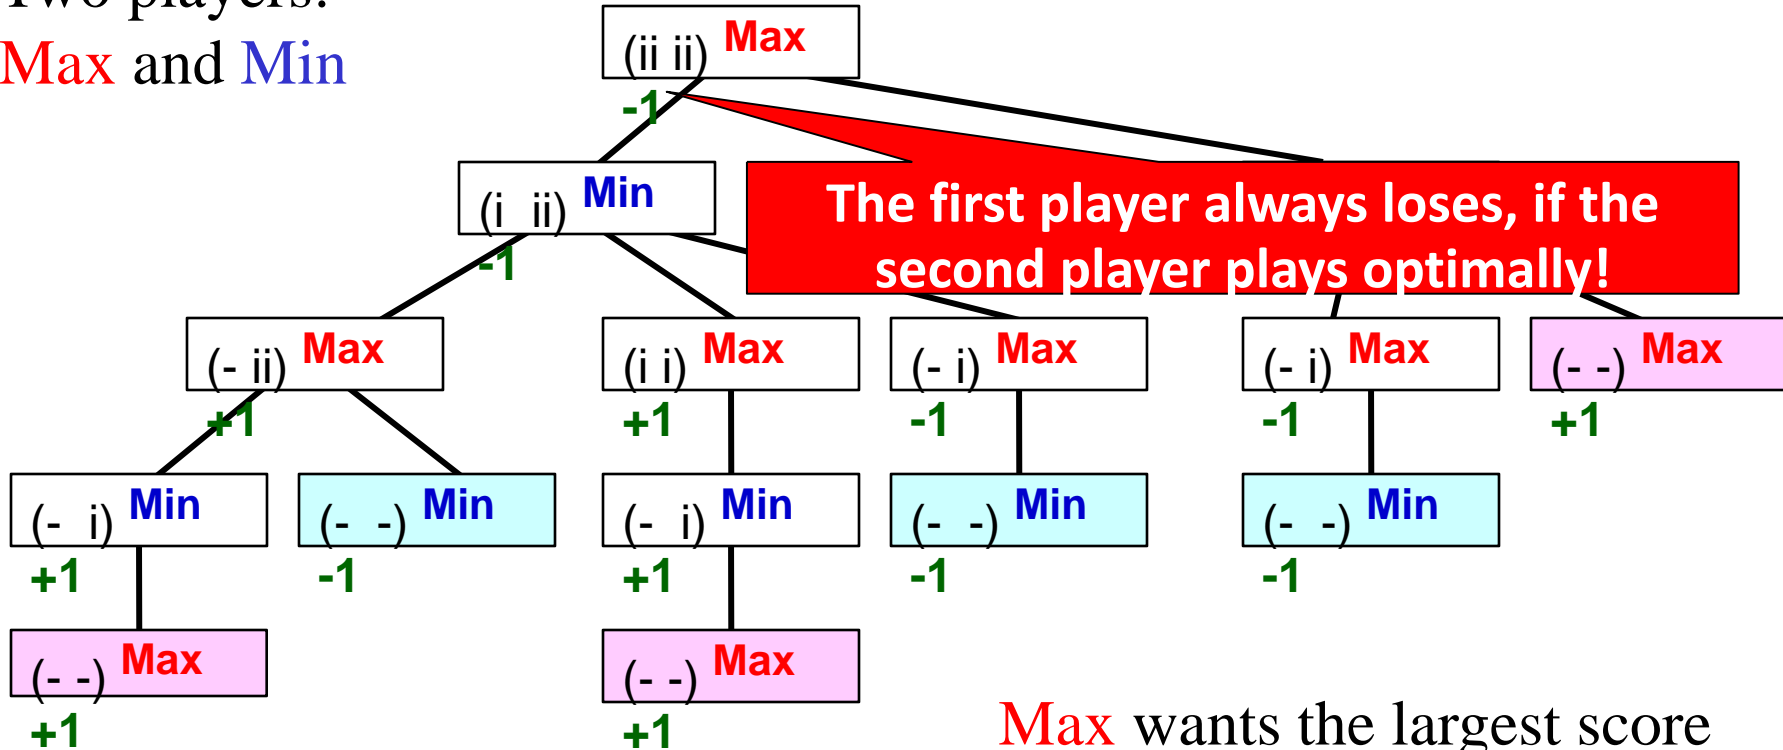 Two players:
Max and Min
(ii ii) Max
-1
(i ii) Min
-1
The first player always loses, if the
second player plays optimally!
(- ii) Max
+1
(i i) Max
+1
(- i) Max
-1
(- i) Max
-1
(- -) Max
+1
(- i) Min
+1
(- -) Min
-1
(- i) Min
+1
(- -) Min
-1
(- -) Min
-1
(- -) Max
+1
(- -) Max
+1
Max wants the largest score